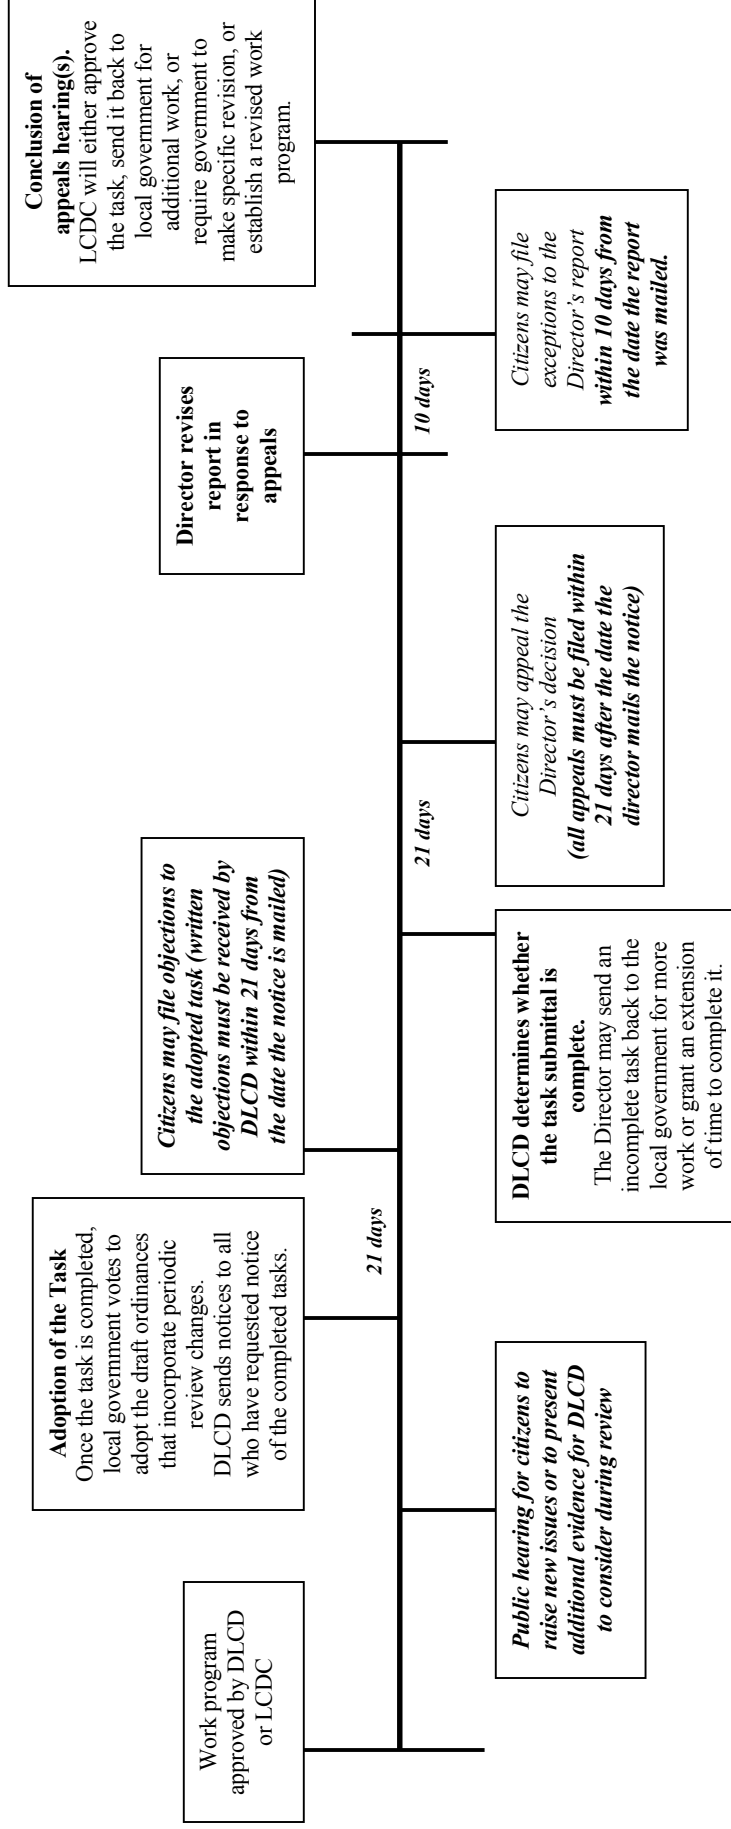 Work program
approved by DLCD
or LCDC
Public hearing for citizens to
raise new issues or to present
additional evidence for DLCD
to consider during review
Adoption of the Task
Once the task is completed,
local government votes to
adopt the draft ordinances
that incorporate periodic
review changes.
DLCD sends notices to all
who have requested notice
of the completed tasks.
21 days
Citizens may file objections to
the adopted task (written
objections must be received by
DLCD within 21 days from
the date the notice is mailed)
DLCD determines whether
the task submittal is
complete.
The Director may send an
incomplete task back to the
local government for more
work or grant an extension
of time to complete it.
21 days
Citizens may appeal the
Director’s decision
(all appeals must be filed within
21 days after the date the
director mails the notice)
Director revises
report in
response to
appeals
10 days
Citizens may file
exceptions to the
Director’s report
within 10 days from
the date the report
was mailed.
Conclusion of
appeals hearing(s).
LCDC will either approve
the task, send it back to
local government for
additional work, or
require government to
make specific revision, or
establish a revised work
program.